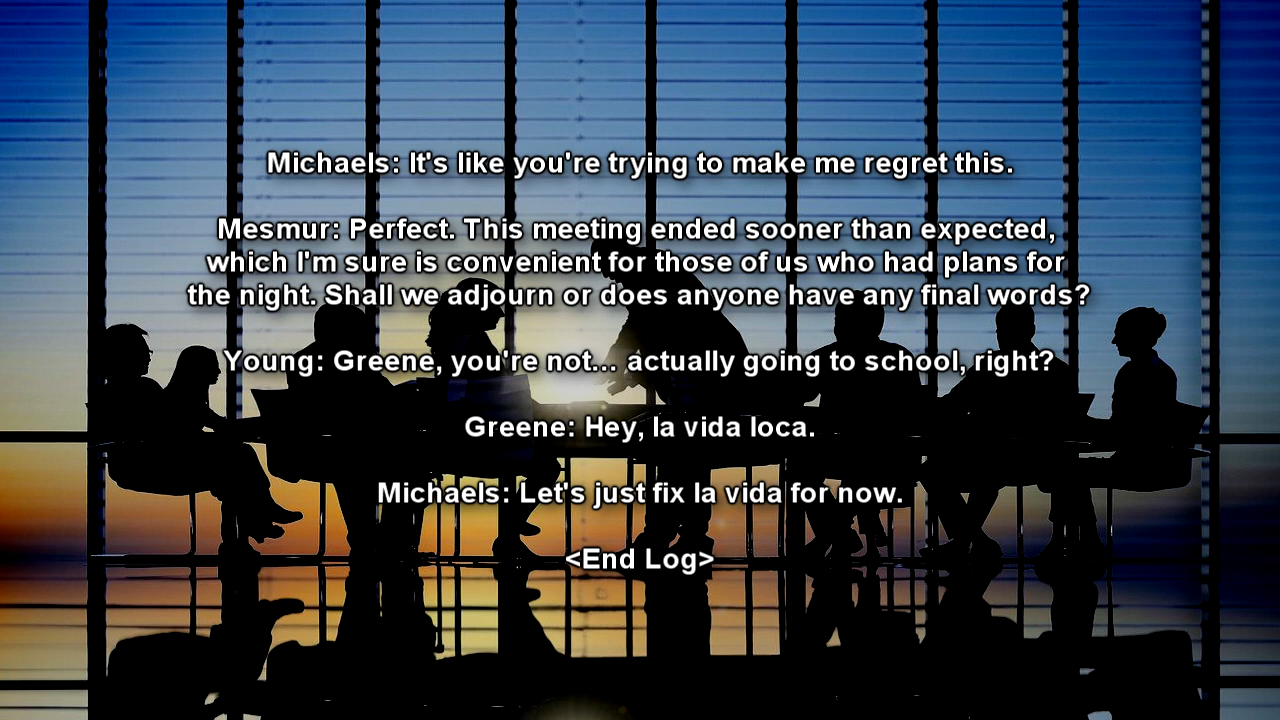 Michaels: It's like you're trying to make me regret this.
Mesmur: Perfect. This meeting ended sooner than expected,
which I'm sure is convenient for those of us who had plans for
the night. Shall we adjourn or does anyone have any final words?
Young: Greene, you're not... actually going to school, right?
Greene: Hey, la vida loca.
Michaels: Let's just fix la vida for now.
<End Log>